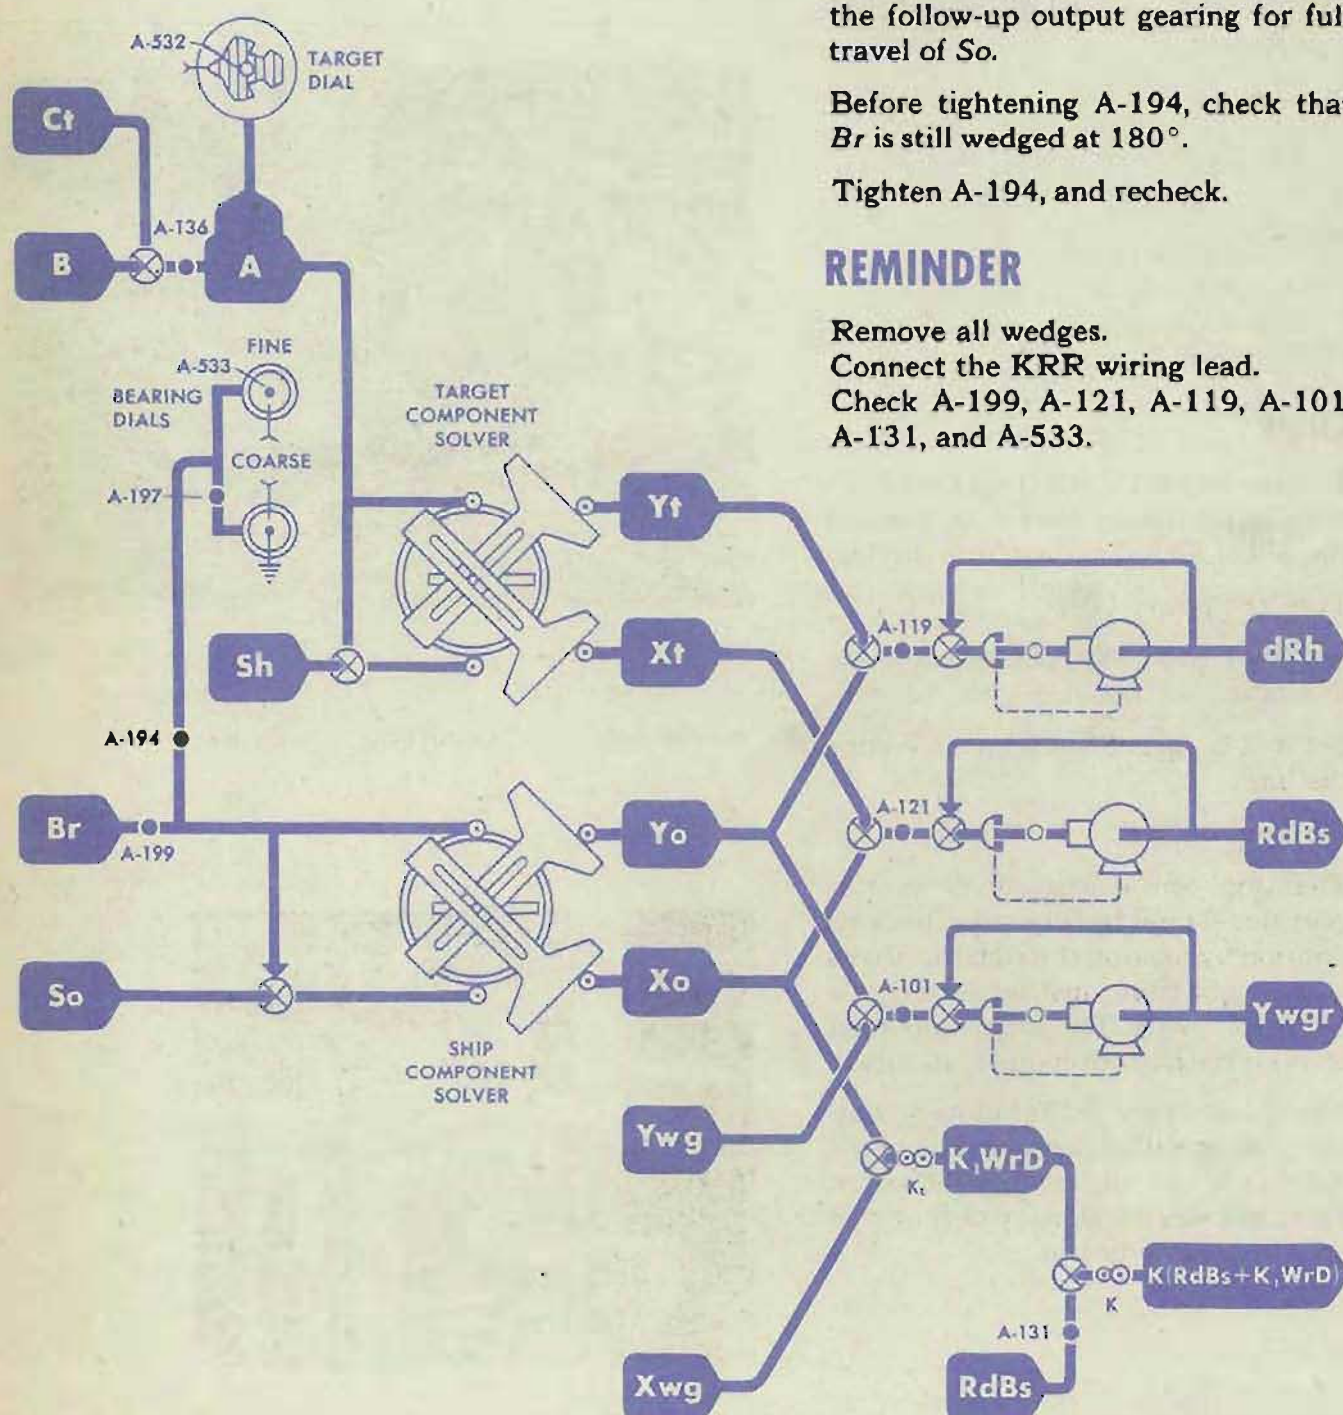 the follow-up output gearing for ful
travel of So.
Before tightening A-194, check tha
Br is still wedged at 180°.
Tighten A-194, and recheck.
REMINDER
Remove all wedges.
Connect the KRR wiring lead.
Check A-199, A-121, A-119, A-101
A-131, and A-533.
A-532
TARGET
DIAL
Ct
A-136
B
A
FINE
A-533
BEARING
DIALS
COARSE
A-197
TARGET
COMPONENT
SOLVER
Yt
Xt
Sh
A-119
dRh
A-194
A-121
RdBs
Br
A-199
Yo
So
Xo
A-101
Ywgr
SHIP
COMPONENT
SOLVER
Ywg
K₁WrD
K₁
K(RdBs+K₁WrD)
K
A-131
Xwg
RdBs